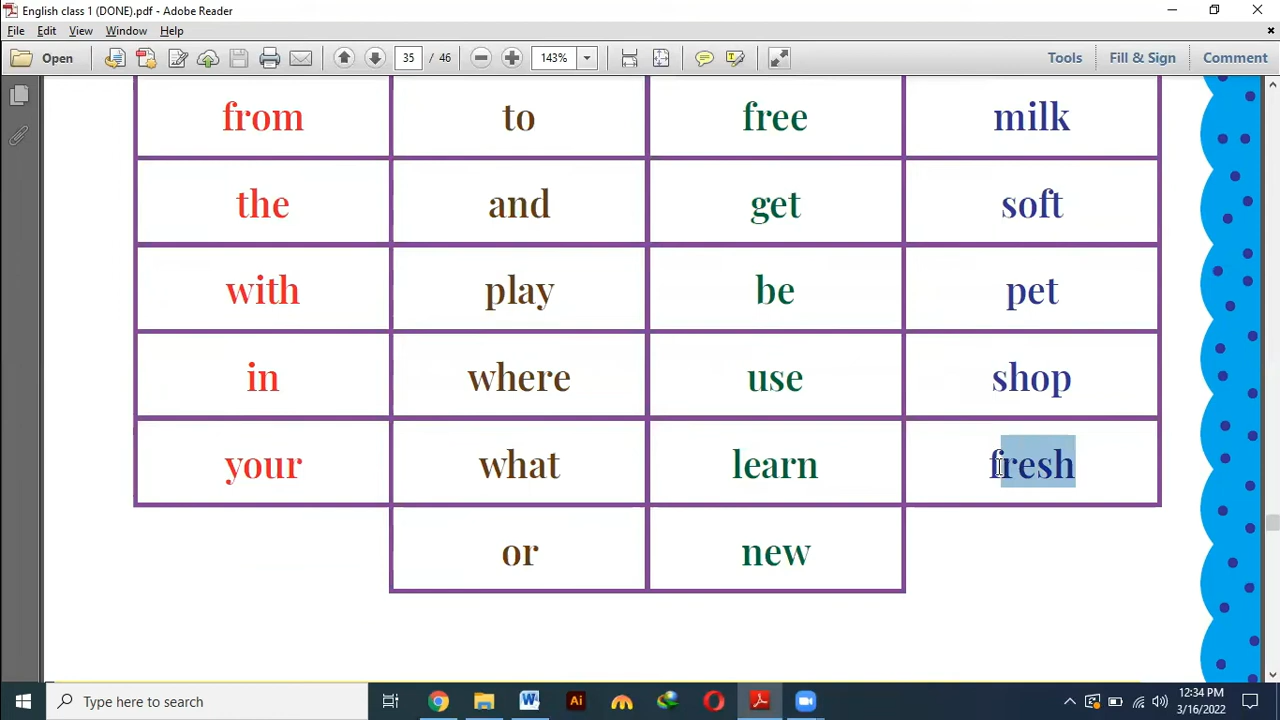 English class 1 (DONE).pdf - Adobe Reader
File Edit View Window Help
Open 35 / 46 143% Tools Fill & Sign Comment
from to free milk
the and get soft
with play be pet
in where use shop
your what learn fresh
or new
Type here to search
12:34 PM
3/16/2022